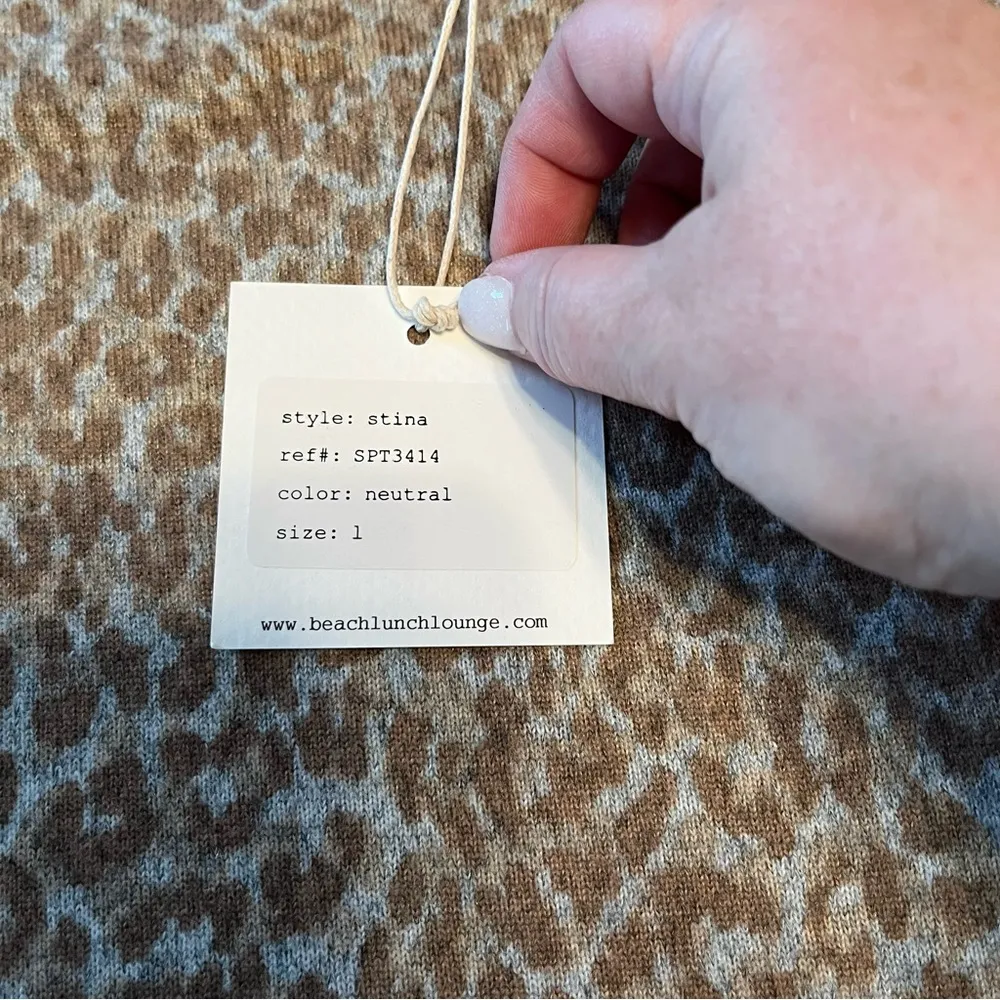 style: stina
ref#: SPT3414
color: neutral
size: l
www.beachlunchlounge.com